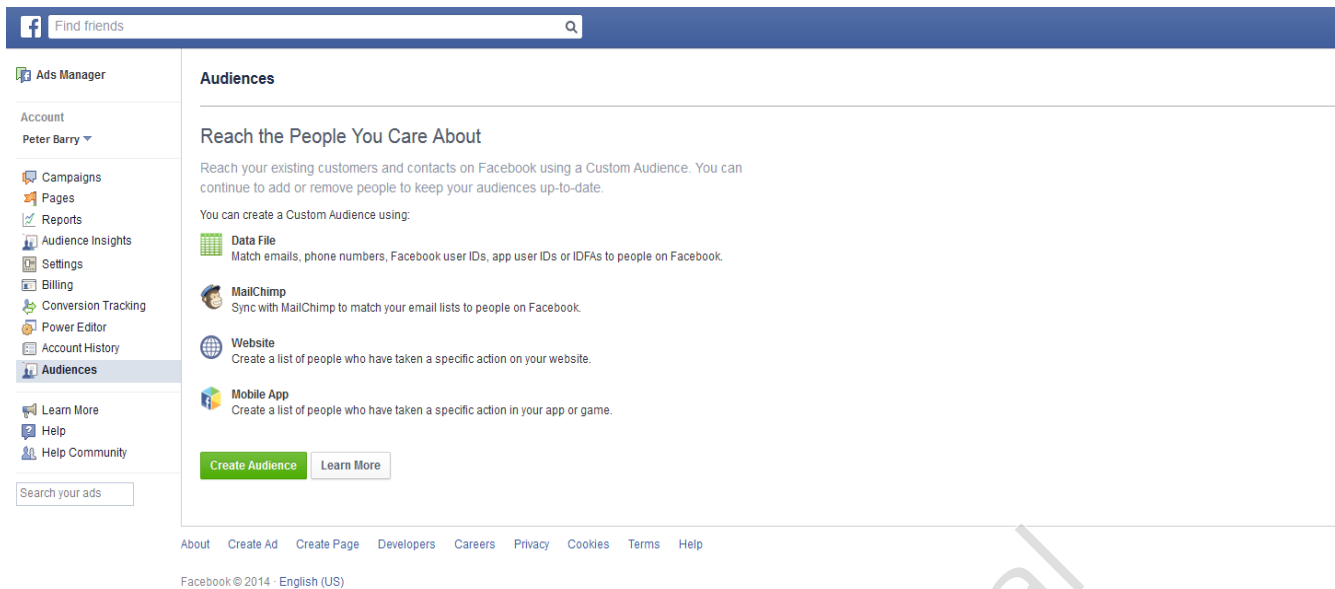 Find friends
Ads Manager
Account
Peter Barry
Campaigns
Pages
Reports
Audience Insights
Settings
Billing
Conversion Tracking
Power Editor
Account History
Audiences
Learn More
Help
Help Community
Search your ads
Audiences
Reach the People You Care About
Reach your existing customers and contacts on Facebook using a Custom Audience. You can
continue to add or remove people to keep your audiences up-to-date.
You can create a Custom Audience using:
Data File
Match emails, phone numbers, Facebook user IDs, app user IDs or IDFAs to people on Facebook.
MailChimp
Sync with MailChimp to match your email lists to people on Facebook.
Website
Create a list of people who have taken a specific action on your website.
Mobile App
Create a list of people who have taken a specific action in your app or game.
Create Audience Learn More
About Create Ad Create Page Developers Careers Privacy Cookies Terms Help
Facebook © 2014 · English (US)